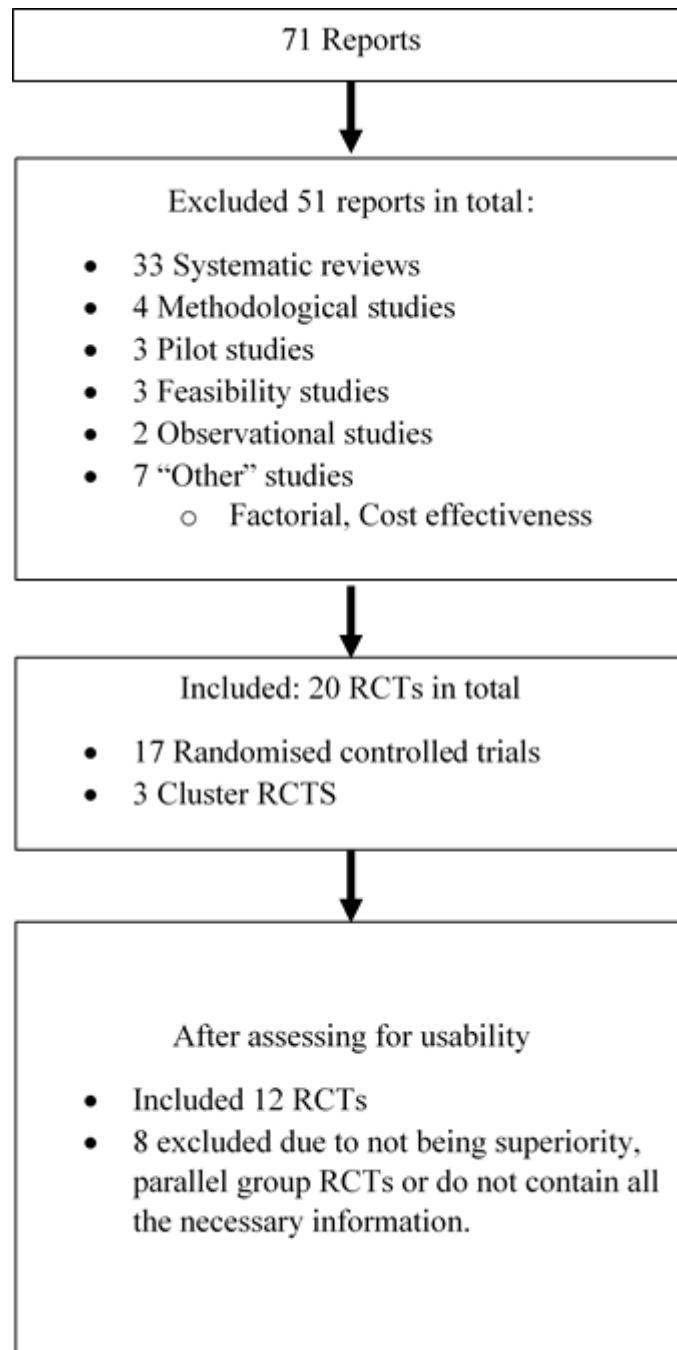 71 Reports
Excluded 51 reports in total:
• 33 Systematic reviews
• 4 Methodological studies
• 3 Pilot studies
• 3 Feasibility studies
• 2 Observational studies
• 7 “Other” studies
o Factorial, Cost effectiveness
Included: 20 RCTs in total
• 17 Randomised controlled trials
• 3 Cluster RCTS
After assessing for usability
• Included 12 RCTs
• 8 excluded due to not being superiority,
parallel group RCTs or do not contain all
the necessary information.